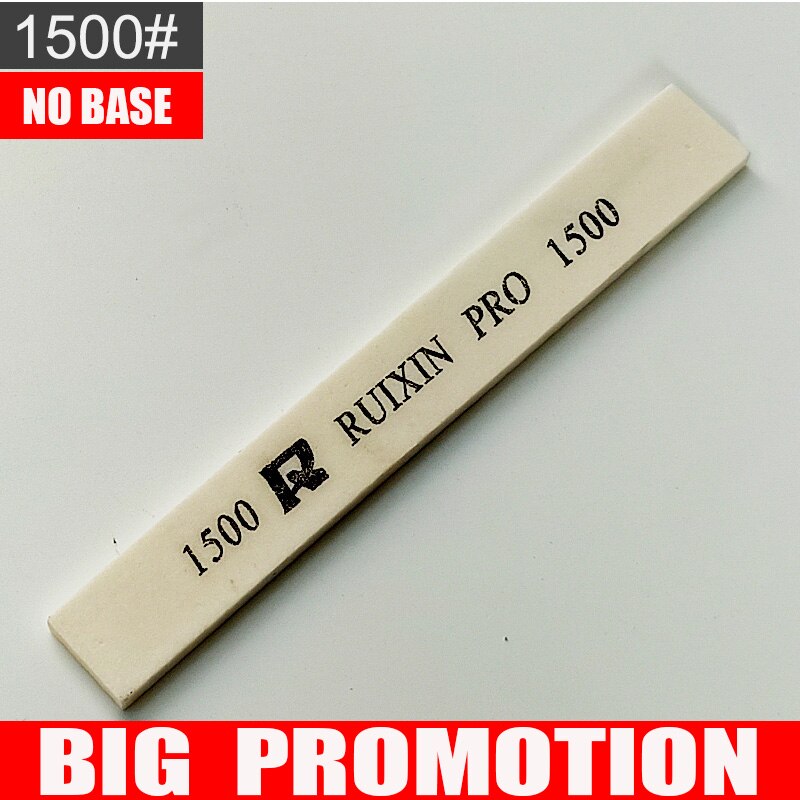 1500#
NO BASE
1500 R RUIXIN PRO 1500
BIG PROMOTION